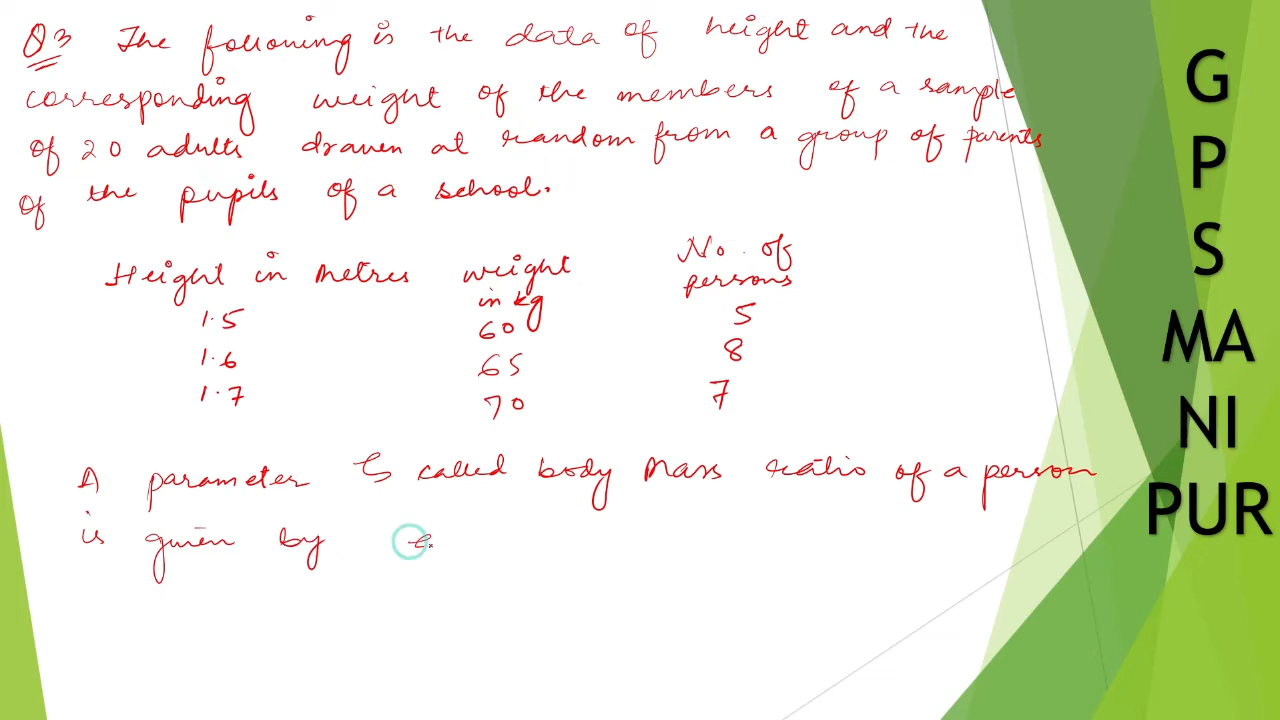 Q3 The following is the data of height and the
corresponding weight of the members of a sample
of 20 adults drawn at random from a group of parents
of the pupils of a school.
Height in Metres weight in kg No. of persons
1.5 60 5
1.6 65 8
1.7 70 7
A parameter called body Mass ratio of a person
is given by
G
P
S
MA
NI
PUR